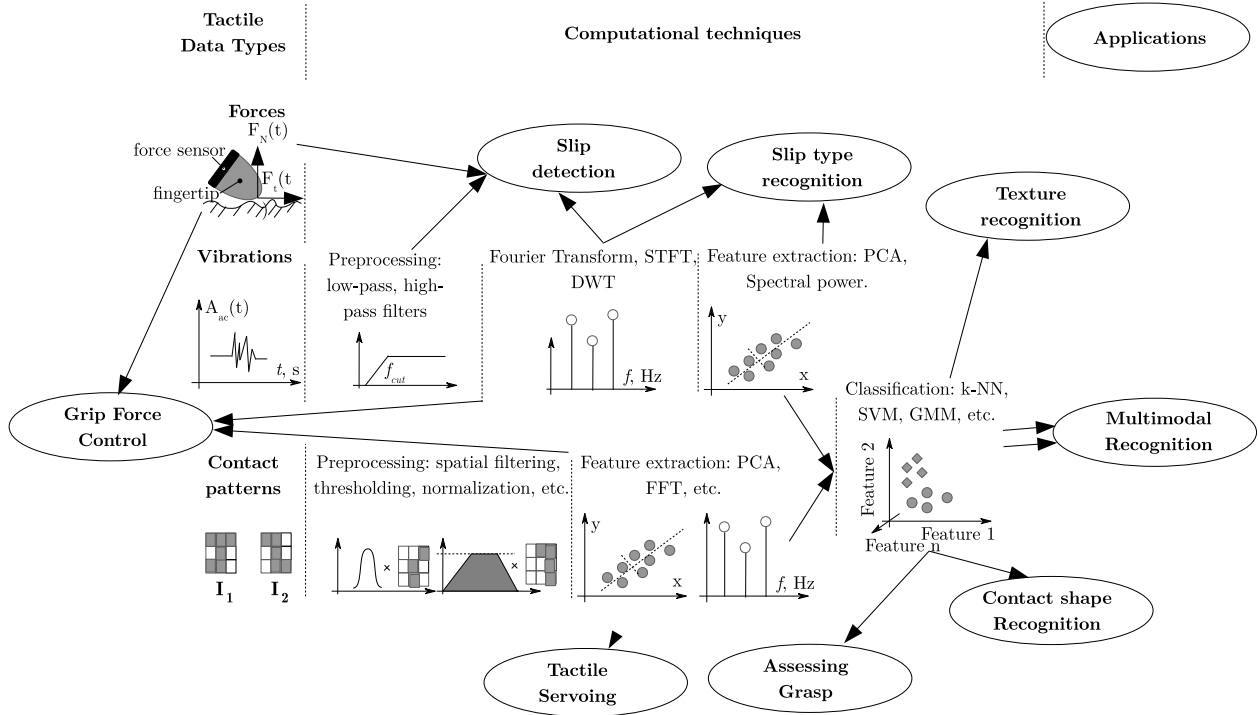 Tactile
Data Types
Computational techniques
Applications
Forces
F_N(t)
force sensor
F_t(t
fingertip
Slip
detection
Slip type
recognition
Texture
recognition
Vibrations
A_ac(t)
t, s
Preprocessing:
low-pass, high-
pass filters
f_cut
Fourier Transform, STFT,
DWT
f, Hz
Feature extraction: PCA,
Spectral power.
y
x
Grip Force
Control
Classification: k-NN,
SVM, GMM, etc.
Feature 2
Feature 1
Feature n
Multimodal
Recognition
Contact
patterns
I_1
I_2
Preprocessing: spatial filtering,
thresholding, normalization, etc.
×
×
Feature extraction: PCA,
FFT, etc.
y
x
f, Hz
Contact shape
Recognition
Tactile
Servoing
Assessing
Grasp